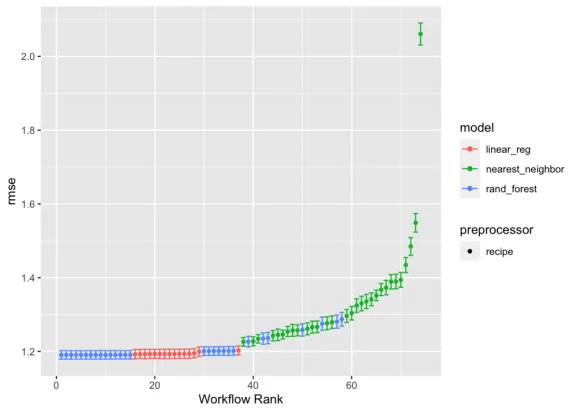 2.0
1.8
1.6
1.4
1.2
rmse
0
20
40
60
Workflow Rank
model
linear_reg
nearest_neighbor
rand_forest
preprocessor
recipe